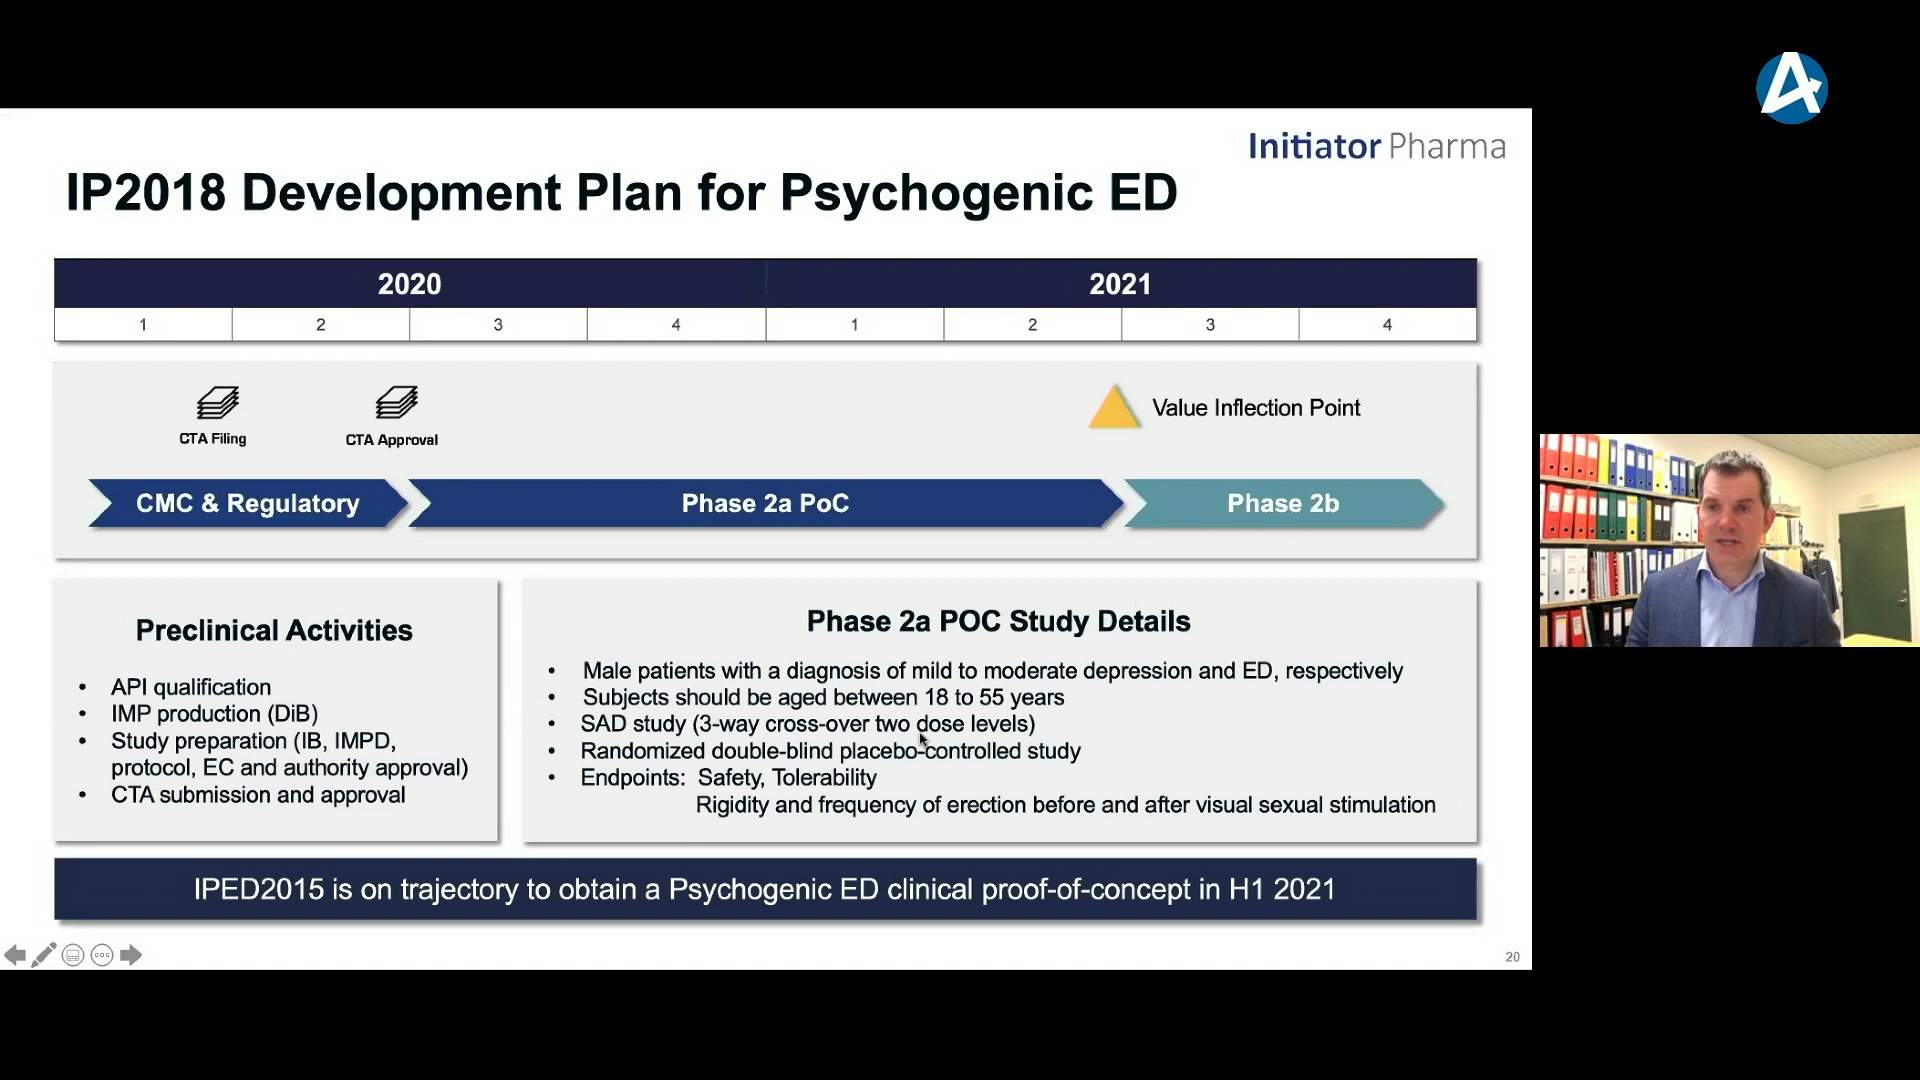 Initiator Pharma
IP2018 Development Plan for Psychogenic ED
2020
2021
1
2
3
4
1
2
3
4
CTA Filing
CTA Approval
Value Inflection Point
CMC & Regulatory
Phase 2a PoC
Phase 2b
Preclinical Activities
• API qualification
• IMP production (DiB)
• Study preparation (IB, IMPD,
protocol, EC and authority approval)
• CTA submission and approval
Phase 2a POC Study Details
• Male patients with a diagnosis of mild to moderate depression and ED, respectively
• Subjects should be aged between 18 to 55 years
• SAD study (3-way cross-over two dose levels)
• Randomized double-blind placebo-controlled study
• Endpoints: Safety, Tolerability
Rigidity and frequency of erection before and after visual sexual stimulation
IPED2015 is on trajectory to obtain a Psychogenic ED clinical proof-of-concept in H1 2021
20